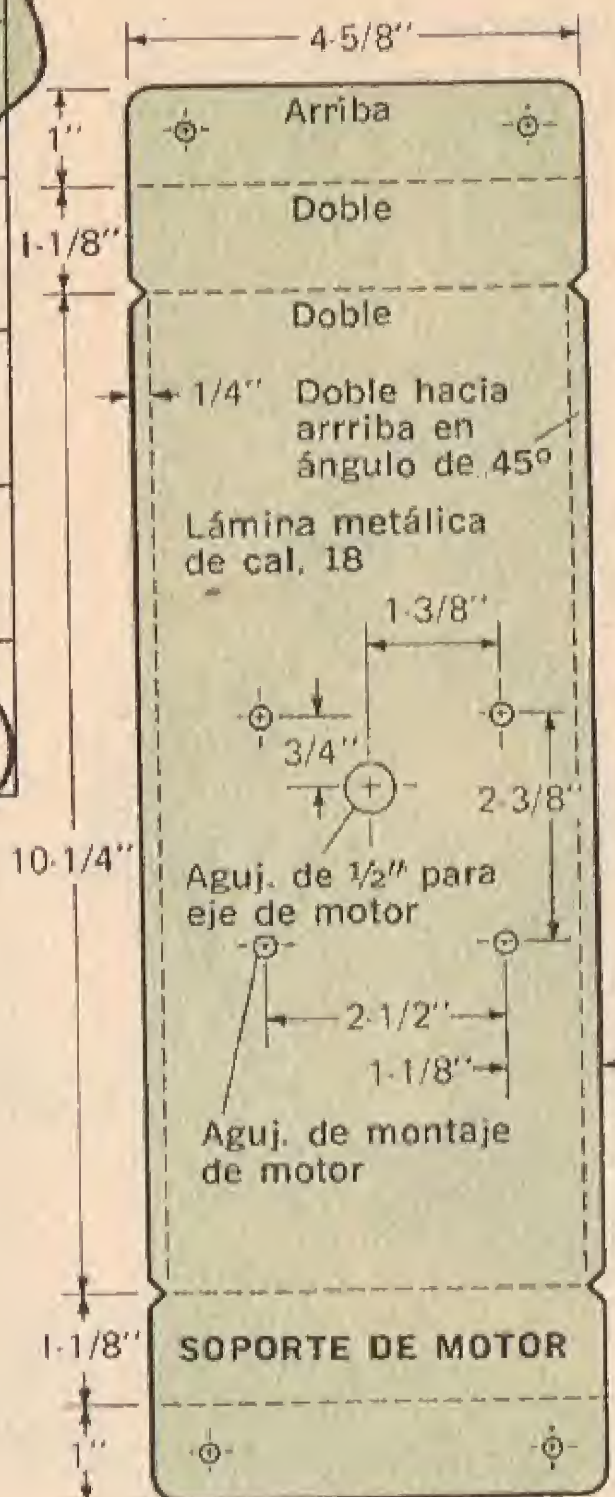 4-5/8"
Arriba
1"
Doble
1-1/8"
Doble
1/4" Doble hacia
arrriba en
ángulo de 45º
Lámina metálica
de cal. 18
1-3/8"
3/4"
2-3/8"
10-1/4"
Aguj. de 1/2" para
eje de motor
2-1/2"
1-1/8"
Aguj. de montaje
de motor
1-1/8"
SOPORTE DE MOTOR
1"